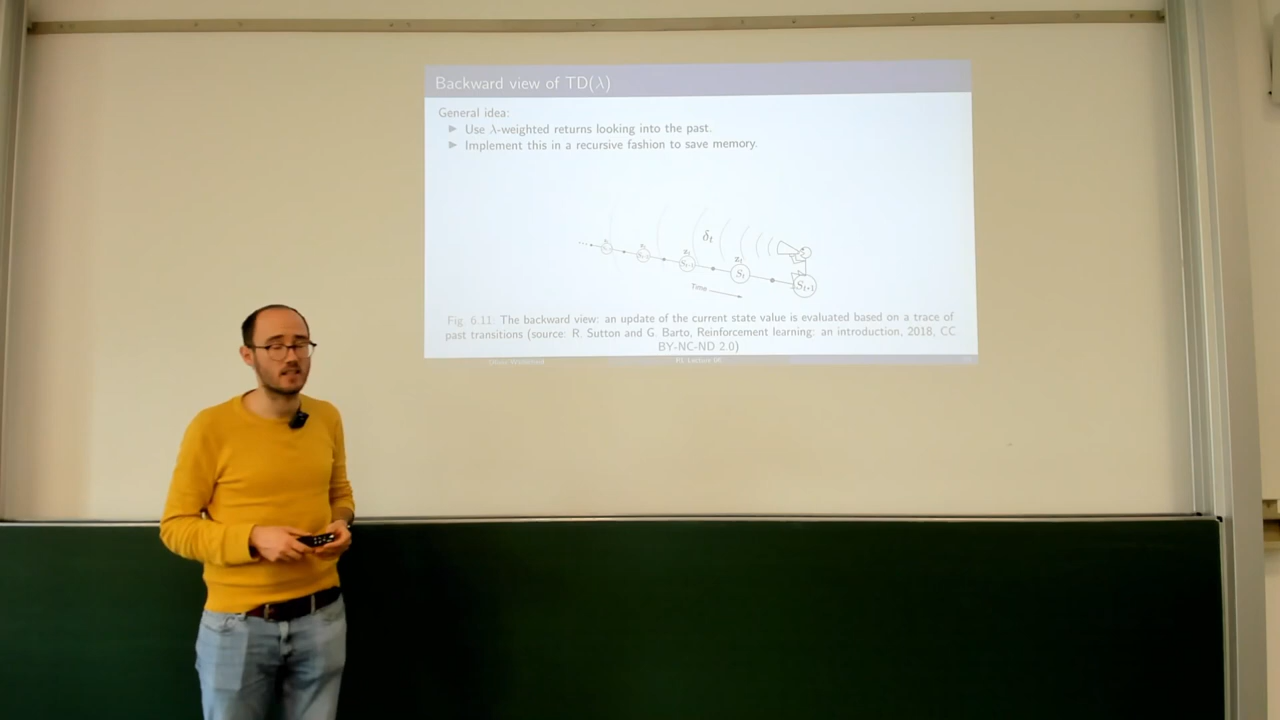 Backward view of TD(λ)
General idea:
▶ Use λ-weighted returns looking into the past.
▶ Implement this in a recursive fashion to save memory.
δt
zt
St
St+1
Time
Fig. 6.11: The backward view: an update of the current state value is evaluated based on a trace of
past transitions (source: R. Sutton and G. Barto, Reinforcement learning: an introduction, 2018, CC
BY-NC-ND 2.0)